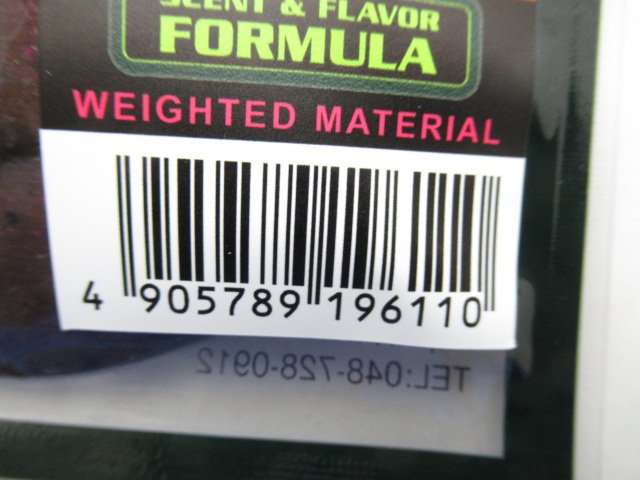 SCENT & FLAVOR
FORMULA
WEIGHTED MATERIAL
4 905789 196110
TEL:048-728-0912